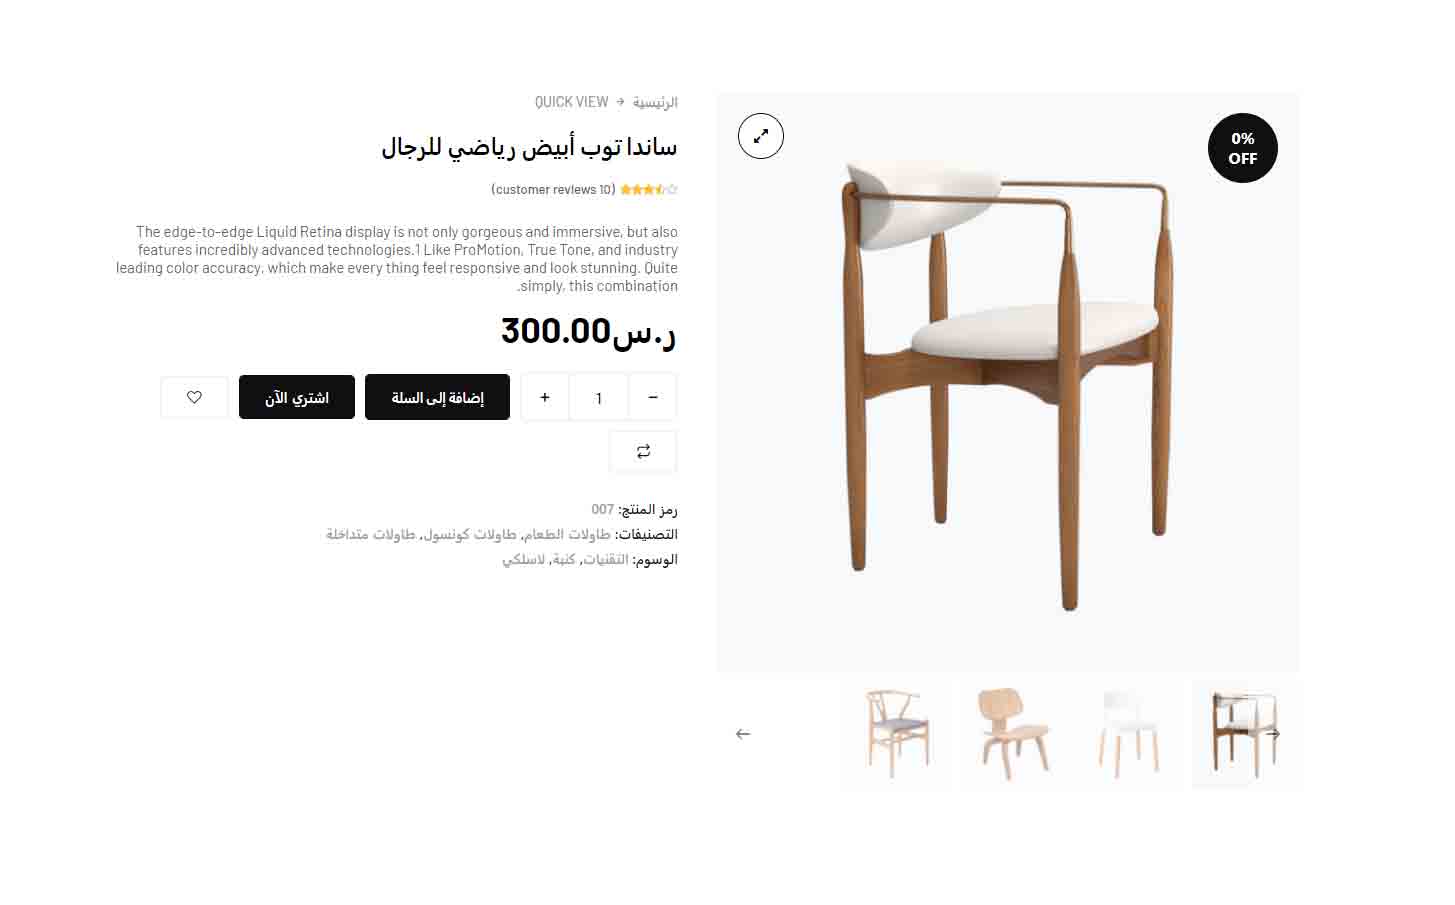 0%
OFF
الرئيسية → QUICK VIEW
ساندا توب أبيض رياضي للرجال
(customer reviews 10)
The edge-to-edge Liquid Retina display is not only gorgeous and immersive, but also
features incredibly advanced technologies.1 Like ProMotion, True Tone, and industry
leading color accuracy, which make every thing feel responsive and look stunning. Quite
simply, this combination.
ر.س300.00
− 1 +
إضافة إلى السلة
اشتري الآن
رمز المنتج: 007
التصنيفات: طاولات الطعام, طاولات كونسول, طاولات متداخلة
الوسوم: التقنيات, كنبة, لاسلكي